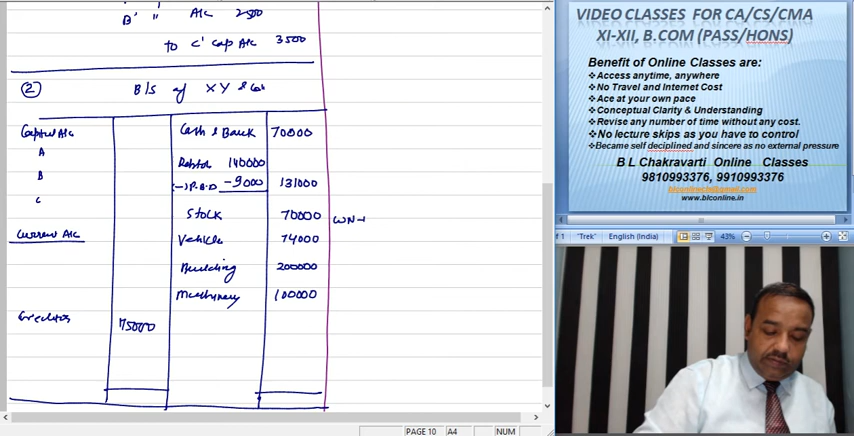 B' " A/c 2500
to C' Cap A/c 3500
② B/S of XY & Co.
Capital A/c Cash & Bank 70000
A
Debtor 140000
B (-) P.B.D -9000 131000
C
Stock 70000 WN-1
Current A/c Vehicle 74000
Building 200000
Machinery 100000
Creditors
75000
PAGE 10 A4 NUM
VIDEO CLASSES FOR CA/CS/CMA
XI-XII, B.COM (PASS/HONS)
Benefit of Online Classes are:
Access anytime, anywhere
No Travel and Internet Cost
Ace at your own pace
Conceptual Clarity & Understanding
Revise any number of time without any cost.
No lecture skips as you have to control
Became self deciplined and sincere as no external pressure
B L Chakravarti Online Classes
9810993376, 9910993376
www.blconline.in
f 1 "Trek" English (India) 43%